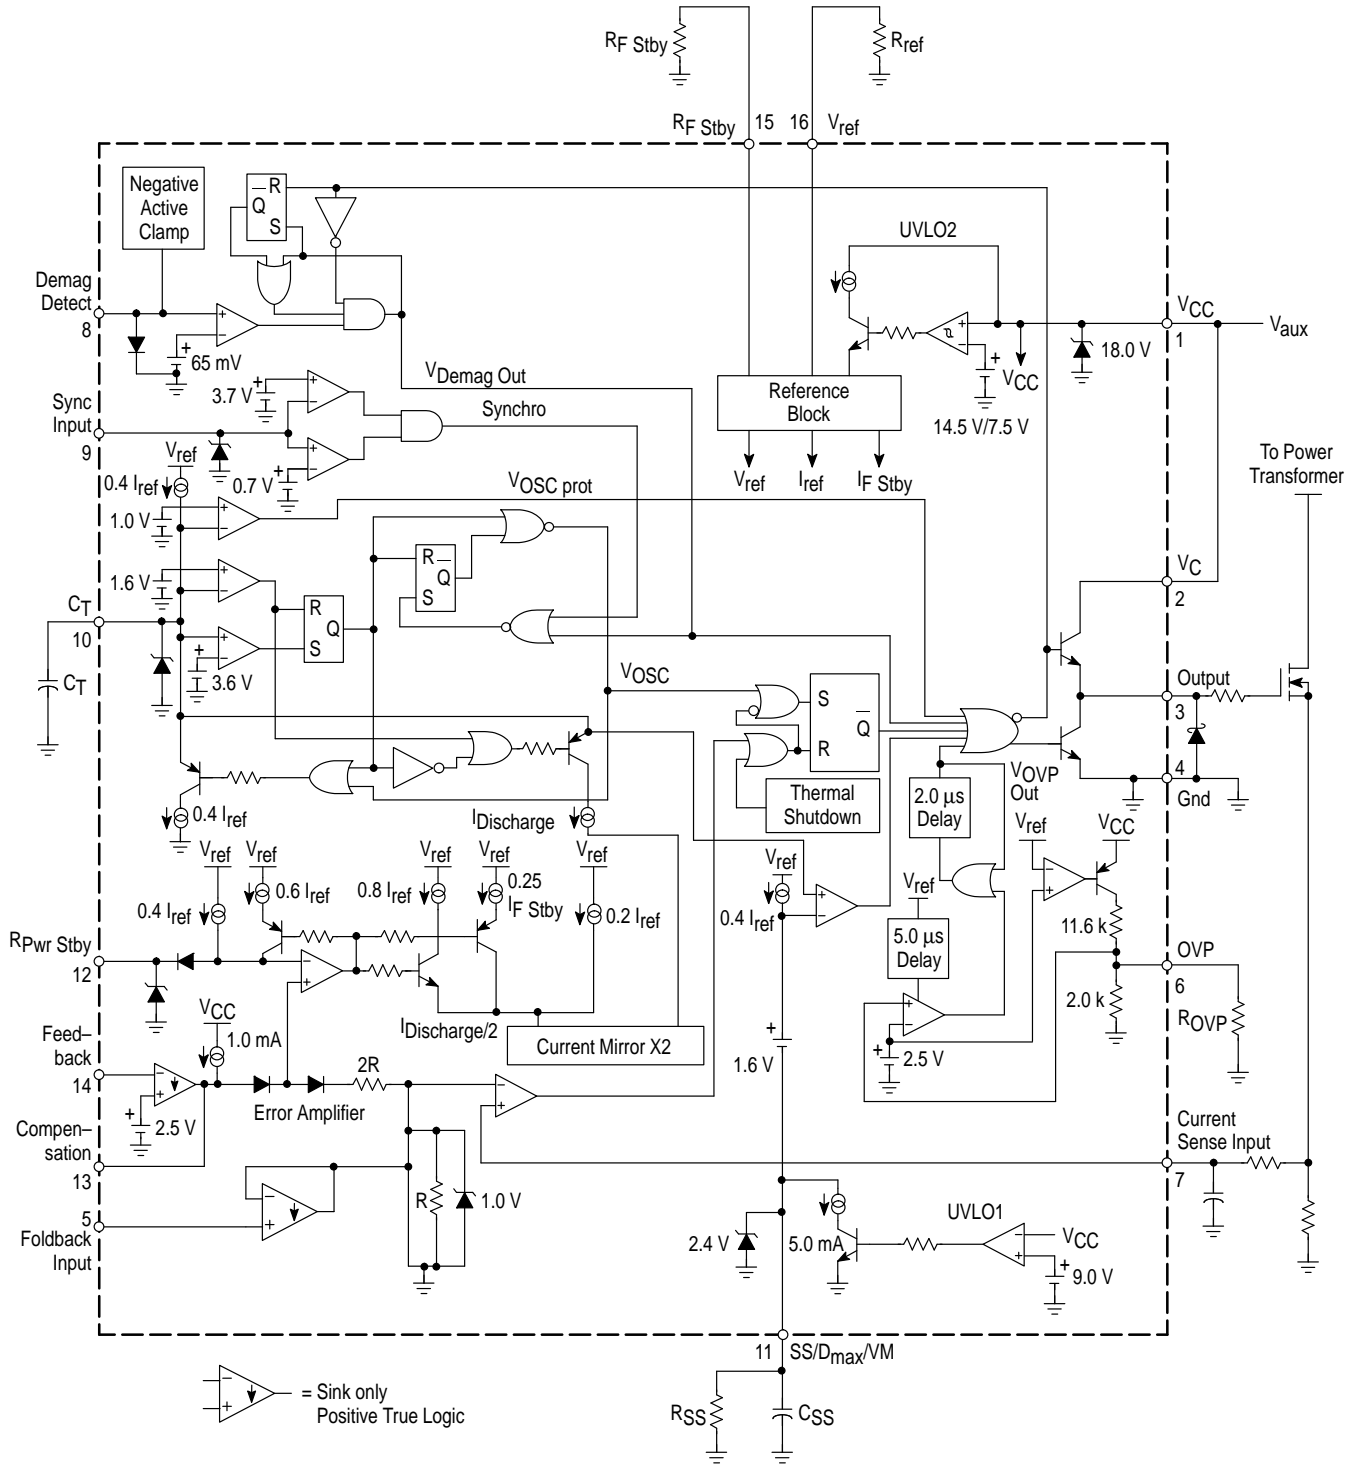 RF Stby
Rref
RF Stby
15
16
Vref
Negative
Active
Clamp
R
Q
S
UVLO2
Demag
Detect
8
65 mV
VCC
1
Vaux
18.0 V
VCC
14.5 V/7.5 V
VDemag Out
Reference
Block
Vref
Iref
IF Stby
Sync
Input
9
3.7 V
Synchro
0.7 V
Vref
0.4 Iref
1.0 V
VOSC prot
To Power
Transformer
1.6 V
R
Q
S
VC
2
CT
10
R
Q
S
3.6 V
CT
VOSC
S
Q
R
Output
3
4
Gnd
Thermal
Shutdown
2.0 µs
Delay
VOVP
Out
0.4 Iref
IDischarge
Vref
VCC
Vref
Vref
Vref
Vref
Vref
0.4 Iref
0.6 Iref
0.8 Iref
0.25
IF Stby
0.2 Iref
Vref
0.4 Iref
Vref
5.0 µs
Delay
11.6 k
OVP
6
2.0 k
ROVP
RPwr Stby
12
IDischarge/2
Current Mirror X2
2.5 V
1.6 V
VCC
1.0 mA
Feed–
back
14
2.5 V
Error Amplifier
2R
Compen–
sation
13
Current
Sense Input
7
5
Foldback
Input
R
1.0 V
2.4 V
5.0 mA
UVLO1
VCC
9.0 V
11
SS/Dmax/VM
RSS
CSS
= Sink only
Positive True Logic
+
−